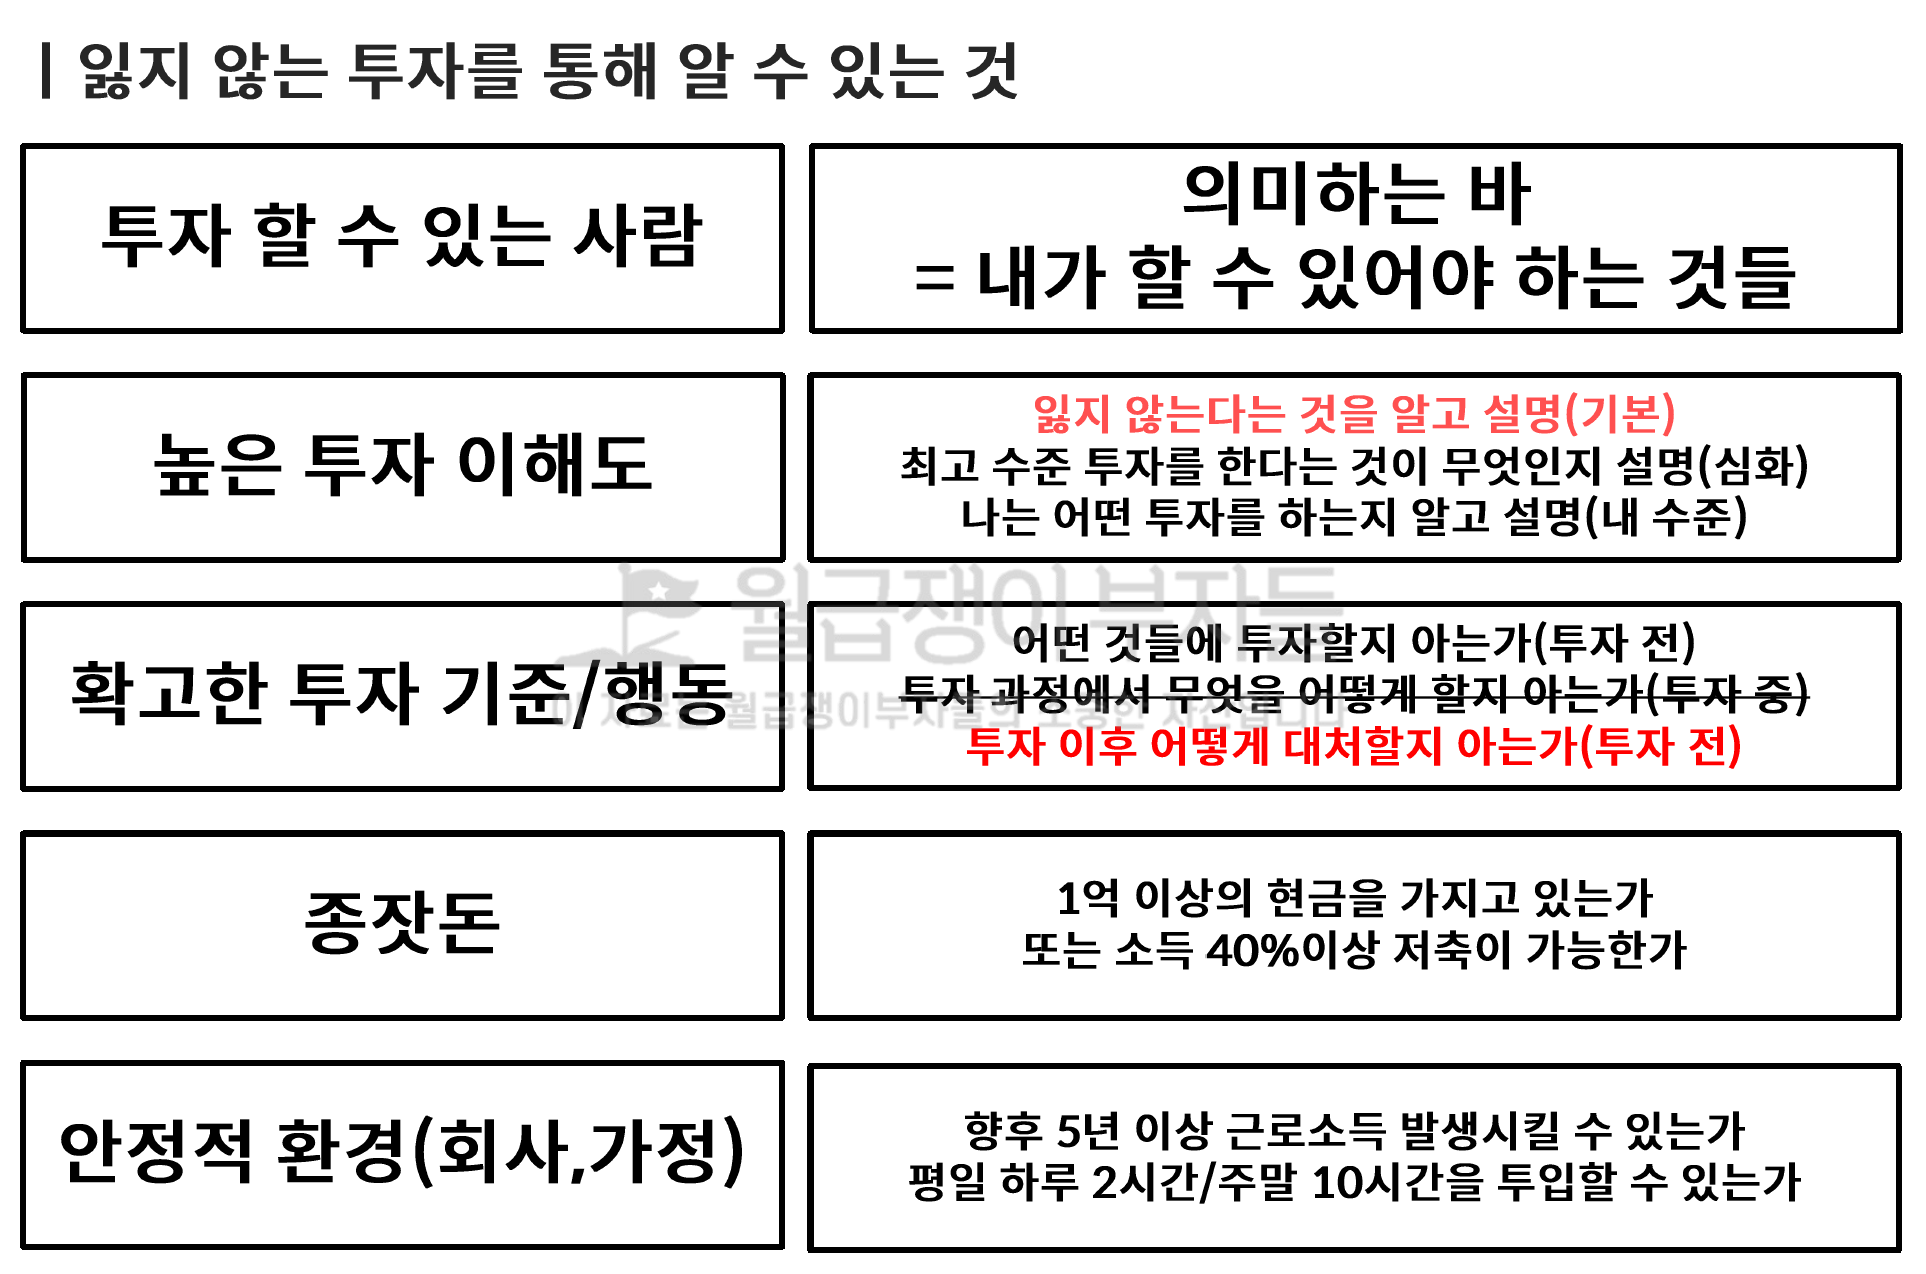 | 잃지 않는 투자를 통해 알 수 있는 것
투자 할 수 있는 사람
의미하는 바
= 내가 할 수 있어야 하는 것들
높은 투자 이해도
잃지 않는다는 것을 알고 설명(기본)
최고 수준 투자를 한다는 것이 무엇인지 설명(심화)
나는 어떤 투자를 하는지 알고 설명(내 수준)
월급쟁이 부자들
이 자료는 월급쟁이부자들의 소중한 자산입니다
확고한 투자 기준/행동
어떤 것들에 투자할지 아는가(투자 전)
투자 과정에서 무엇을 어떻게 할지 아는가(투자 중)
투자 이후 어떻게 대처할지 아는가(투자 전)
종잣돈
1억 이상의 현금을 가지고 있는가
또는 소득 40%이상 저축이 가능한가
안정적 환경(회사,가정)
향후 5년 이상 근로소득 발생시킬 수 있는가
평일 하루 2시간/주말 10시간을 투입할 수 있는가